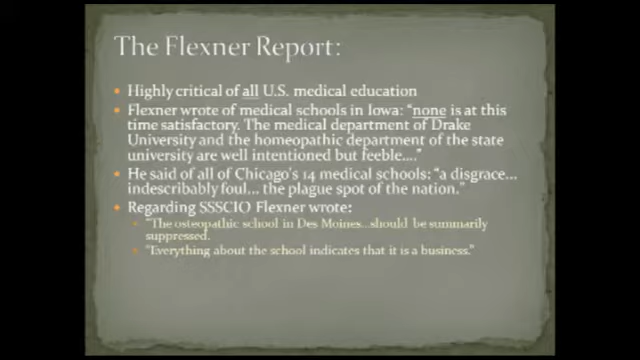 The Flexner Report:
Highly critical of all U.S. medical education
Flexner wrote of medical schools in Iowa: “none is at this
time satisfactory. The medical department of Drake
University and the homeopathic department of the state
university are well intentioned but feeble….”
He said of all of Chicago’s 14 medical schools: “a disgrace…
indescribably foul… the plague spot of the nation.”
Regarding SSSCIO Flexner wrote:
“The osteopathic school in Des Moines…should be summarily
suppressed.
“Everything about the school indicates that it is a business.”